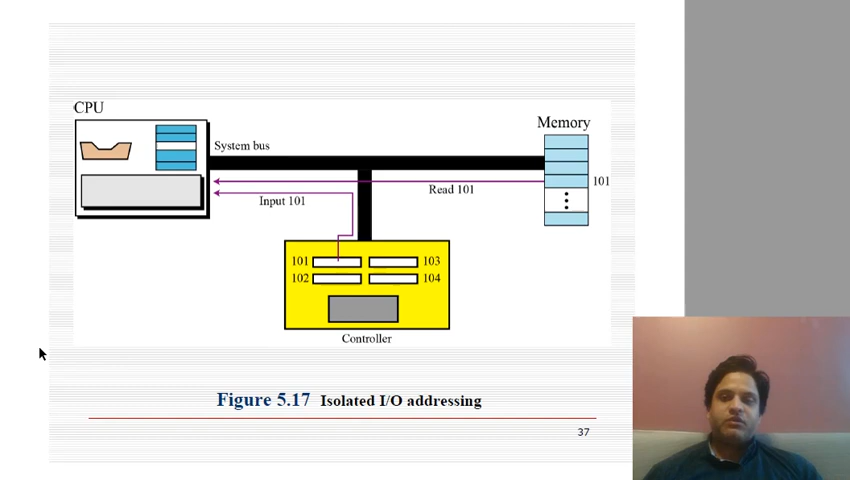 CPU
Memory
System bus
101
Read 101
Input 101
101
103
102
104
Controller
Figure 5.17 Isolated I/O addressing
37